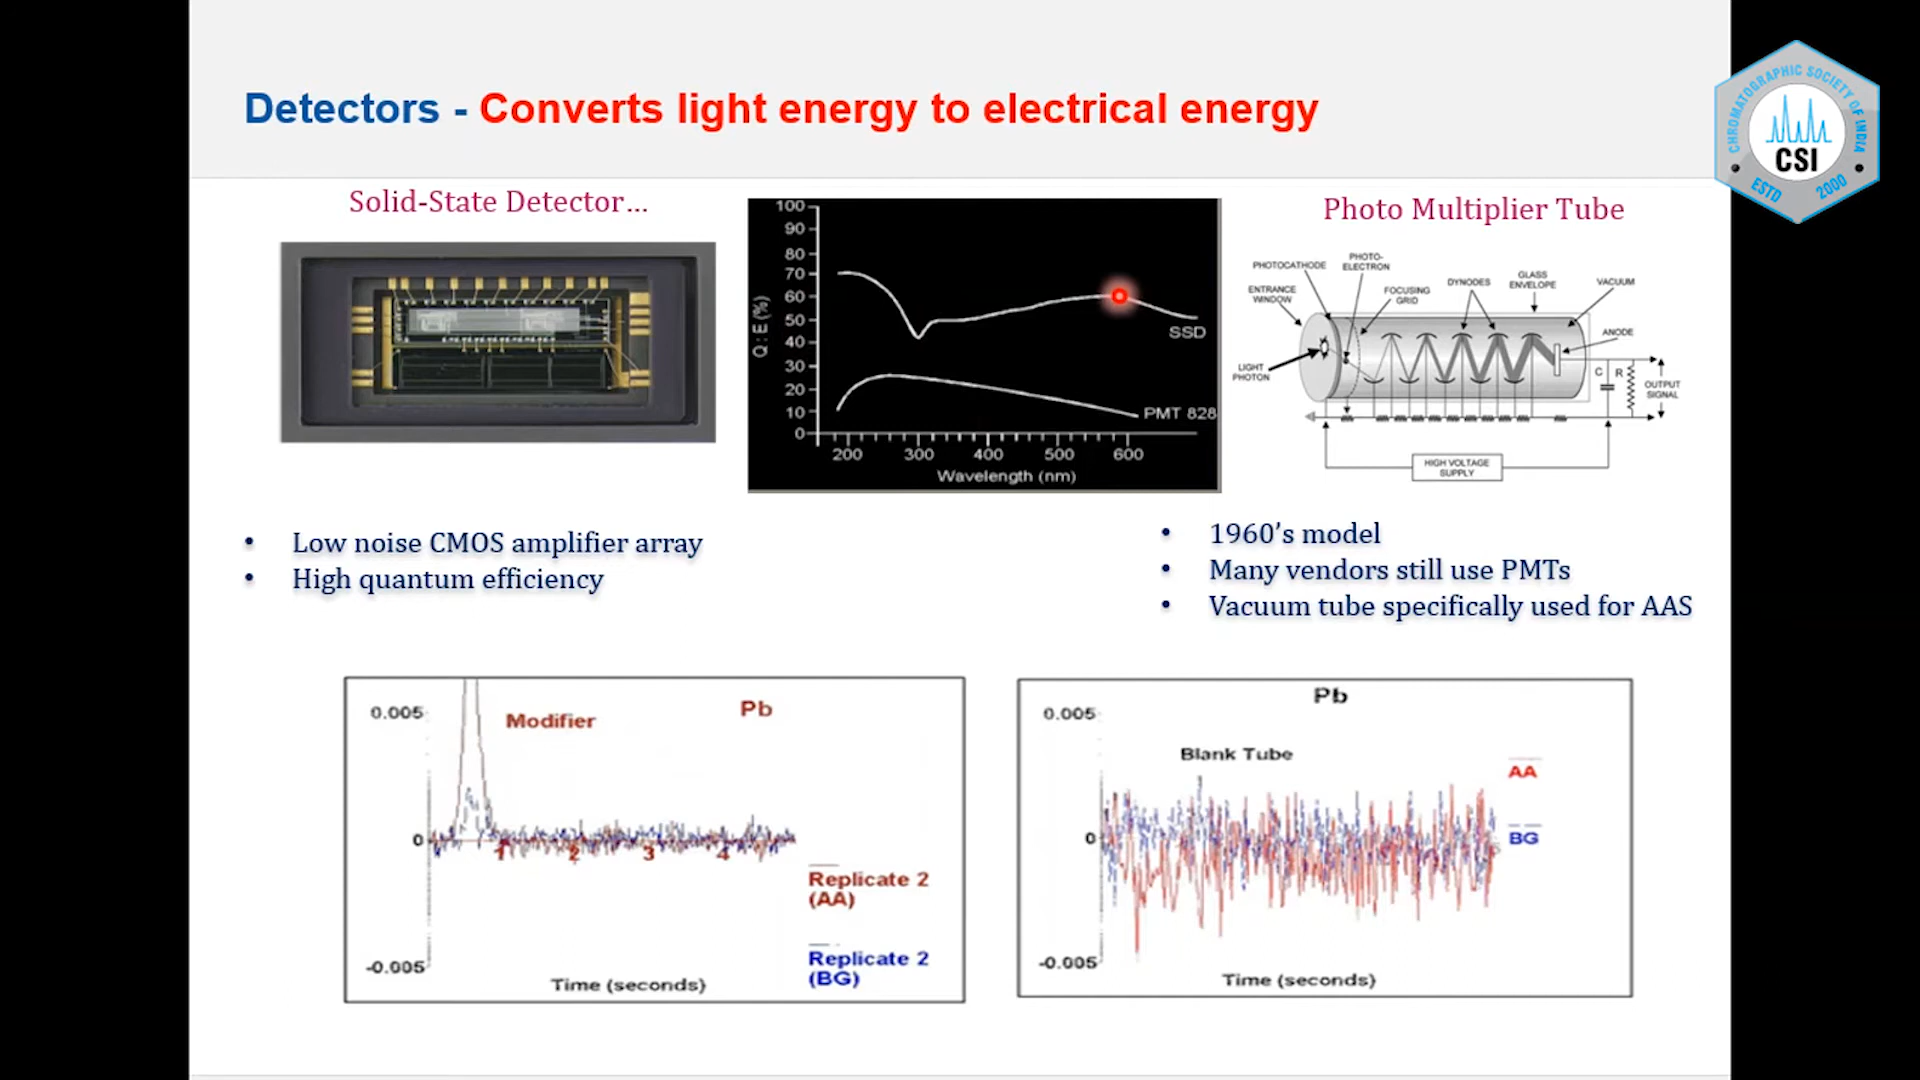 Detectors - Converts light energy to electrical energy
CHROMATOGRAPHIC SOCIETY OF INDIA
CSI
ESTD 2000
Solid-State Detector...
100
90
80
70
60
50
40
30
20
10
0
Q : E (%)
SSD
PMT 828
200 300 400 500 600
Wavelength (nm)
Photo Multiplier Tube
PHOTOCATHODE
PHOTO-
ELECTRON
ENTRANCE
WINDOW
FOCUSING
GRID
DYNODES
GLASS
ENVELOPE
VACUUM
ANODE
LIGHT
PHOTON
C R
OUTPUT
SIGNAL
HIGH VOLTAGE
SUPPLY
• Low noise CMOS amplifier array
• High quantum efficiency
• 1960's model
• Many vendors still use PMTs
• Vacuum tube specifically used for AAS
0.005
Modifier
Pb
0
1 2 3 4
Replicate 2
(AA)
-0.005
Replicate 2
(BG)
Time (seconds)
Pb
0.005
Blank Tube
AA
0
BG
-0.005
Time (seconds)